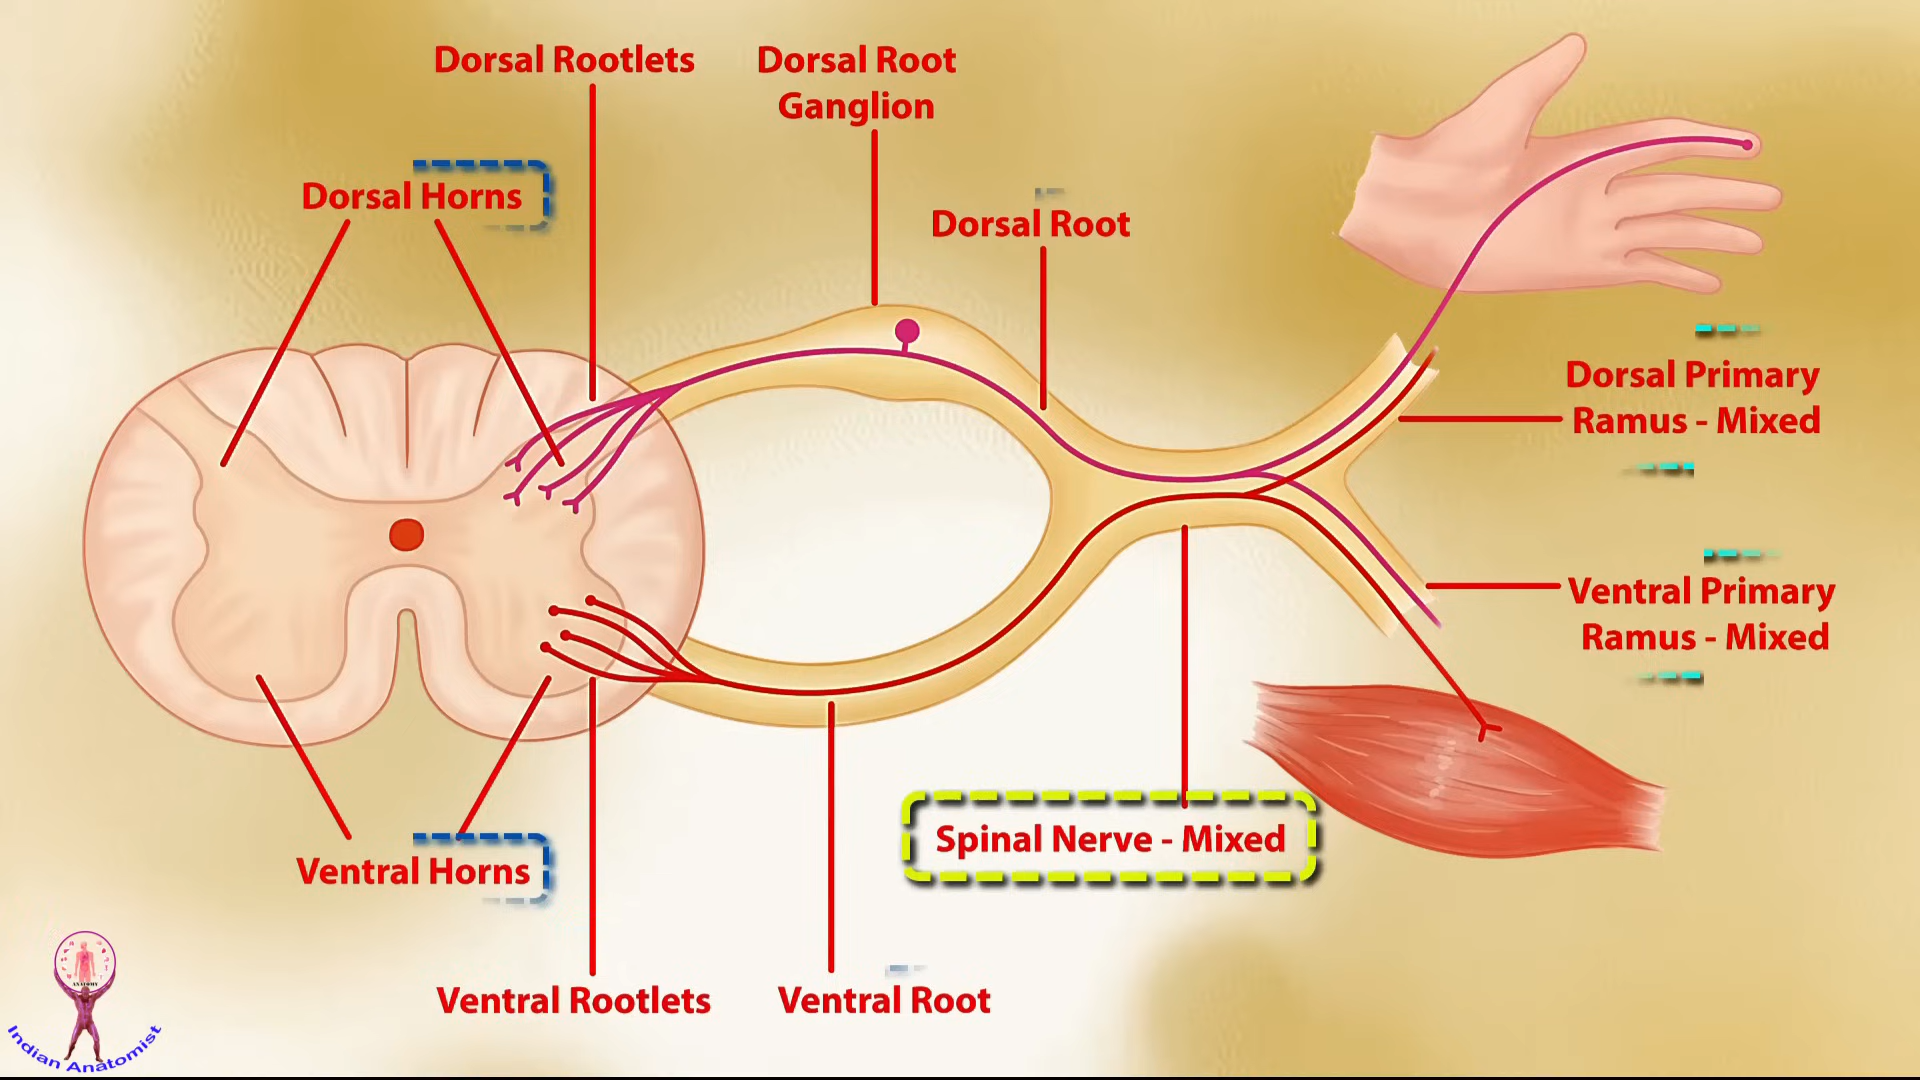 Dorsal Rootlets
Dorsal Root
Ganglion
Dorsal Horns
Dorsal Root
Dorsal Primary
Ramus - Mixed
Ventral Primary
Ramus - Mixed
Spinal Nerve - Mixed
Ventral Horns
Ventral Rootlets
Ventral Root
ANATOMY
Indian Anatomist